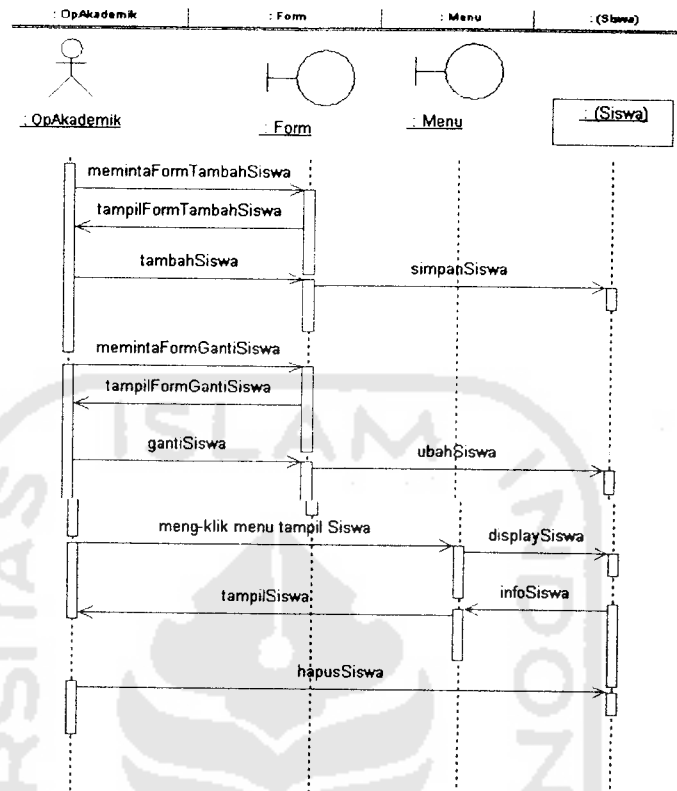 : OpAkademik : Form : Menu : (Siswa)
: OpAkademik : Form : Menu : (Siswa)
memintaFormTambahSiswa
tampilFormTambahSiswa
tambahSiswa
simpanSiswa
memintaFormGantiSiswa
tampilFormGantiSiswa
gantiSiswa
ubahSiswa
meng-klik menu tampil Siswa
displaySiswa
tampilSiswa
infoSiswa
hapusSiswa
ISLAM